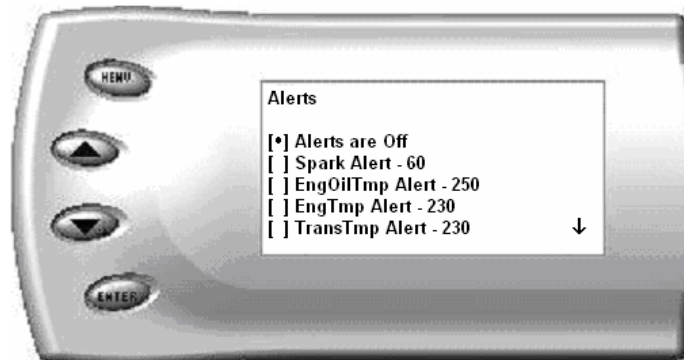 MENU
Alerts
[•] Alerts are Off
[ ] Spark Alert - 60
[ ] EngOilTmp Alert - 250
[ ] EngTmp Alert - 230
[ ] TransTmp Alert - 230 ↓
ENTER